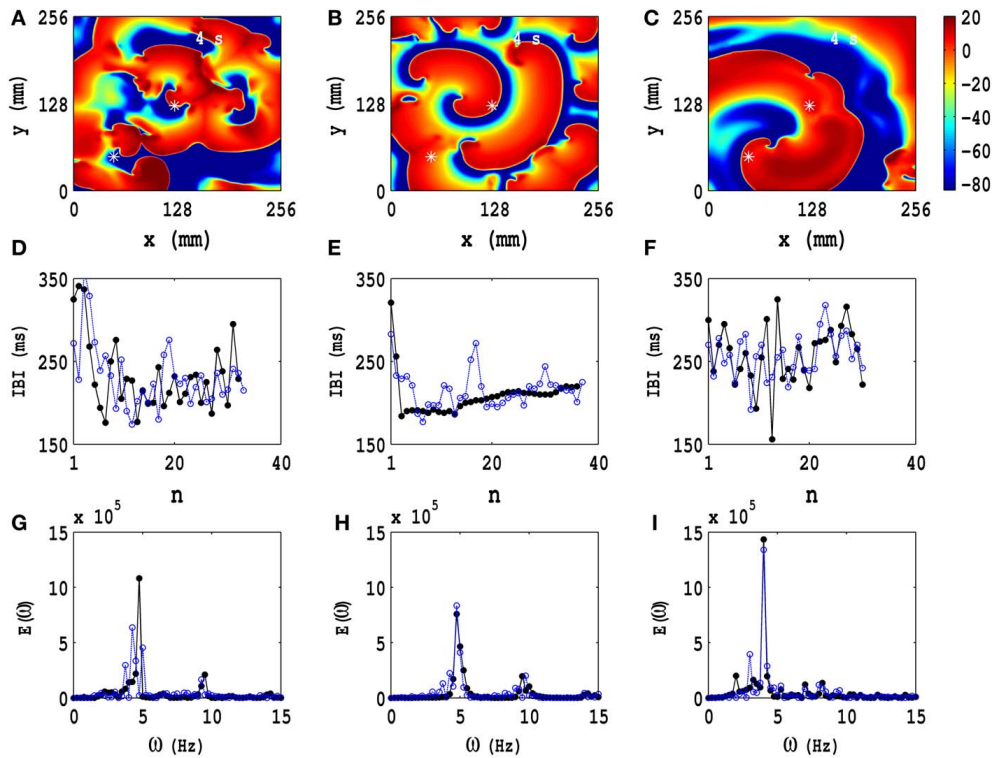 A
B
C
256
128
0
y (mm)
4 s
0
128
256
x (mm)
256
128
0
y (mm)
4 s
0
128
256
x (mm)
256
128
0
y (mm)
4 s
0
128
256
x (mm)
20
0
−20
−40
−60
−80
D
E
F
350
250
150
IBI (ms)
1
20
40
n
350
250
150
IBI (ms)
1
20
40
n
350
250
150
IBI (ms)
1
20
40
n
G
H
I
x 10^5
15
10
5
0
E(ω)
0
5
10
15
ω (Hz)
x 10^5
15
10
5
0
E(ω)
0
5
10
15
ω (Hz)
x 10^5
15
10
5
0
E(ω)
0
5
10
15
ω (Hz)